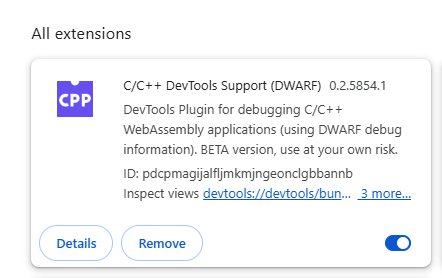 All extensions
CPP
C/C++ DevTools Support (DWARF) 0.2.5854.1
DevTools Plugin for debugging C/C++
WebAssembly applications (using DWARF debug
information). BETA version, use at your own risk.
ID: pdcpmagijalfljmkmjngeonclgbbannb
Inspect views devtools://devtools/bun... 3 more...
Details
Remove